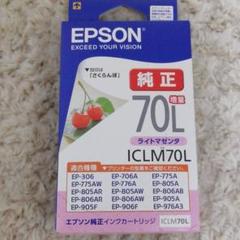 EPSON
EXCEED YOUR VISION
目印は
「さくらんぼ」
純正
70L
増量
ライトマゼンタ
ICLM70L
適合機種
EP-306 EP-706A EP-775A
EP-775AW EP-776A EP-805A
EP-805AR EP-805AW EP-806AB
EP-806AR EP-806AW EP-905A
EP-905F EP-906F EP-976A3
エプソン純正インクカートリッジ ICLM70L